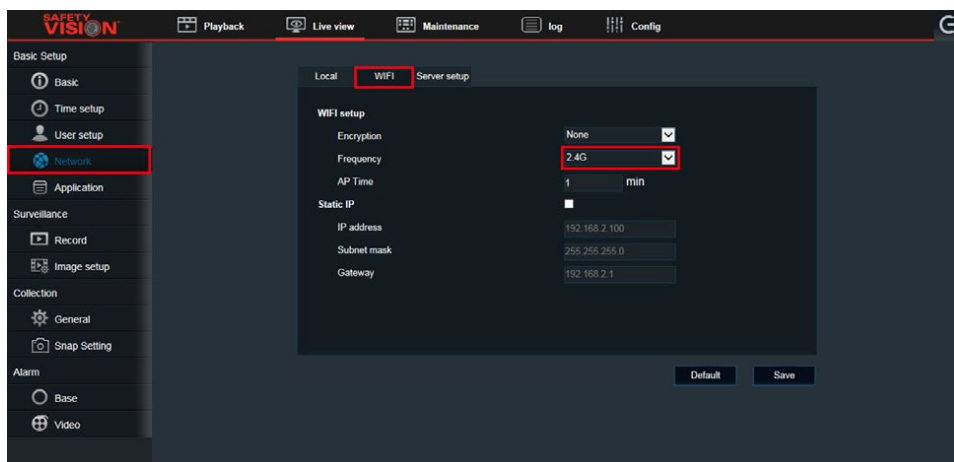 SAFETY
VISION
Playback
Live view
Maintenance
log
Config
Basic Setup
Basic
Time setup
User setup
Network
Application
Surveillance
Record
Image setup
Collection
General
Snap Setting
Alarm
Base
Video
Local WIFI Server setup
WIFI setup
Encryption None
Frequency 2.4G
AP Time 1 min
Static IP
IP address 192.168.2.100
Subnet mask 255.255.255.0
Gateway 192.168.2.1
Default Save